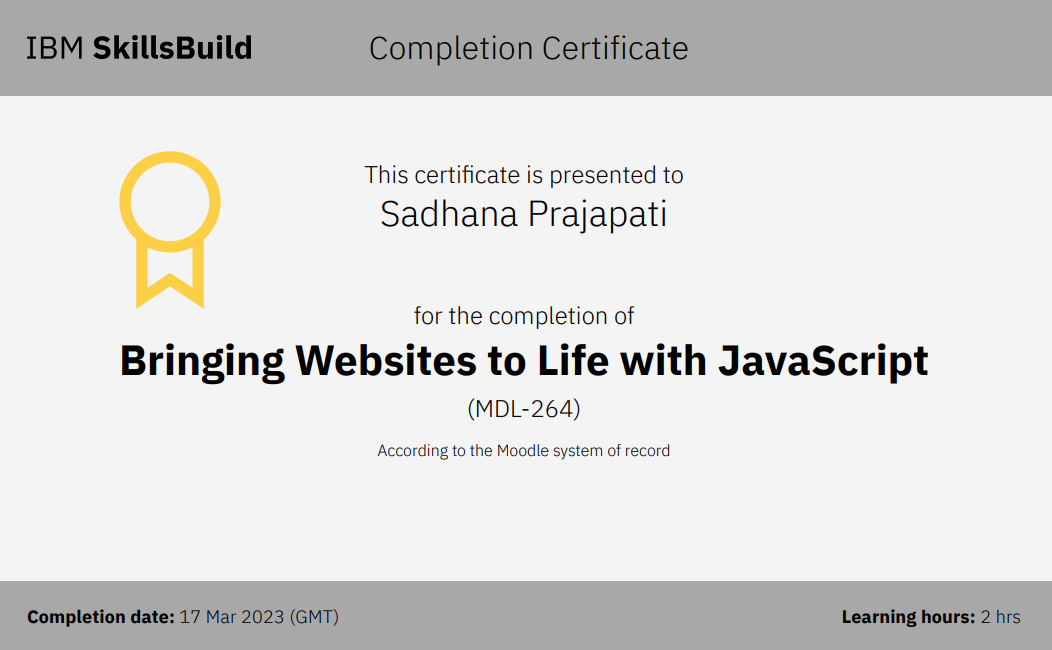 IBM SkillsBuild
Completion Certificate
This certificate is presented to
Sadhana Prajapati
for the completion of
Bringing Websites to Life with JavaScript
(MDL-264)
According to the Moodle system of record
Completion date: 17 Mar 2023 (GMT)
Learning hours: 2 hrs